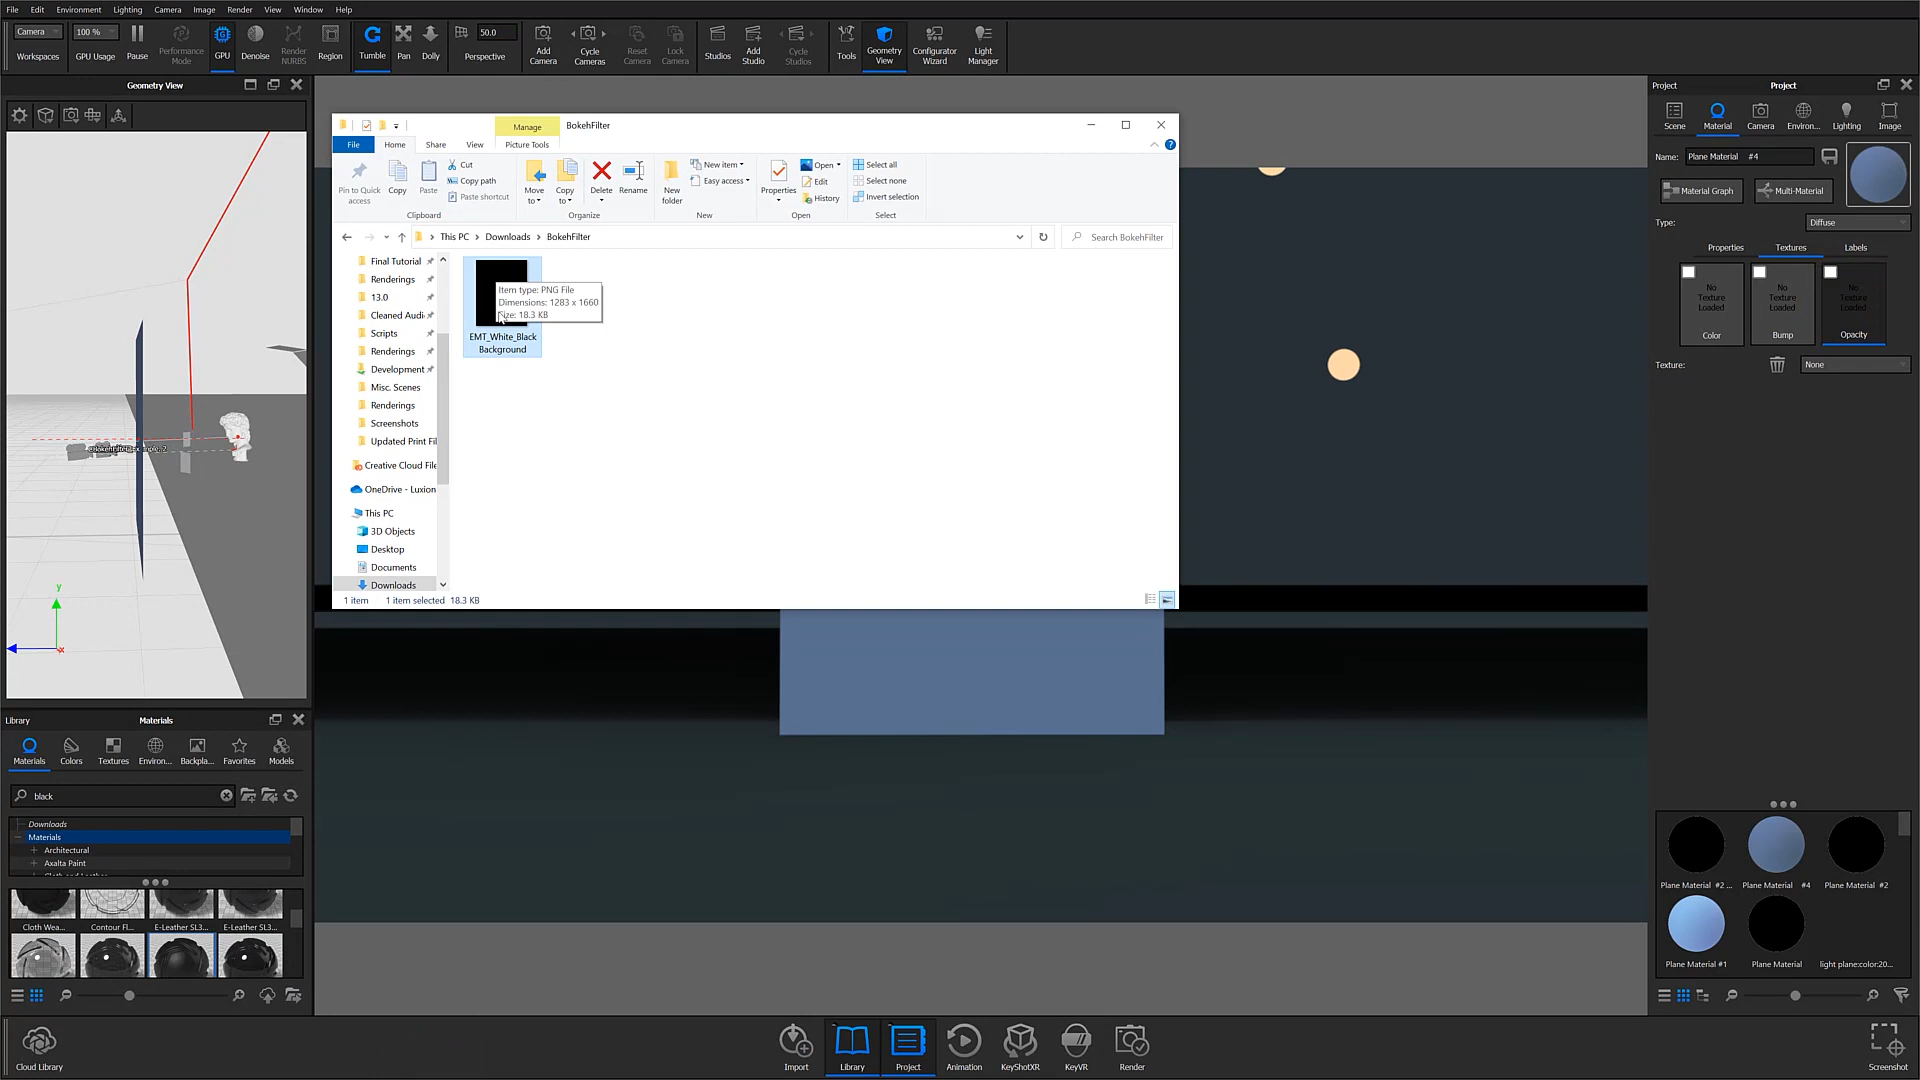 File Edit Environment Lighting Camera Image Render View Window Help
Camera 100 % 50.0
Workspaces GPU Usage Pause Performance Mode GPU Denoise Render NURBS Region Tumble Pan Dolly Perspective Add Camera Cycle Cameras Reset Camera Lock Camera Studios Add Studio Cycle Studios Tools Geometry View Configurator Wizard Light Manager
Geometry View
y
x
Library Materials
Materials Colors Textures Environ... Backpla... Favorites Models
black
Downloads
Materials
Architectural
Axalta Paint
Cloth and Leather
Cloth Wea... Contour Fl... E-Leather SL3... E-Leather SL3...
Manage BokehFilter
File Home Share View Picture Tools
Pin to Quick access
Copy
Paste
Cut
Copy path
Paste shortcut
Clipboard
Move to
Copy to
Delete
Rename
Organize
New folder
New item
Easy access
New
Properties
Open
Edit
History
Open
Select all
Select none
Invert selection
Select
This PC > Downloads > BokehFilter
Search BokehFilter
Final Tutorial
Renderings
13.0
Cleaned Audi
Scripts
Renderings
Development
Misc. Scenes
Renderings
Screenshots
Updated Print Fil
Creative Cloud File
OneDrive - Luxion
This PC
3D Objects
Desktop
Documents
Downloads
Item type: PNG File
Dimensions: 1283 x 1660
Size: 18.3 KB
EMT_White_Black
Background
1 item 1 item selected 18.3 KB
Project Project
Scene Material Camera Environ... Lighting Image
Name: Plane Material #4
Material Graph Multi-Material
Type: Diffuse
Properties Textures Labels
No Texture Loaded
No Texture Loaded
No Texture Loaded
Color Bump Opacity
Texture: None
Plane Material #2 ... Plane Material #4 Plane Material #2
Plane Material #1 Plane Material light plane:color:20...
Cloud Library Import Library Project Animation KeyShotXR KeyVR Render Screenshot